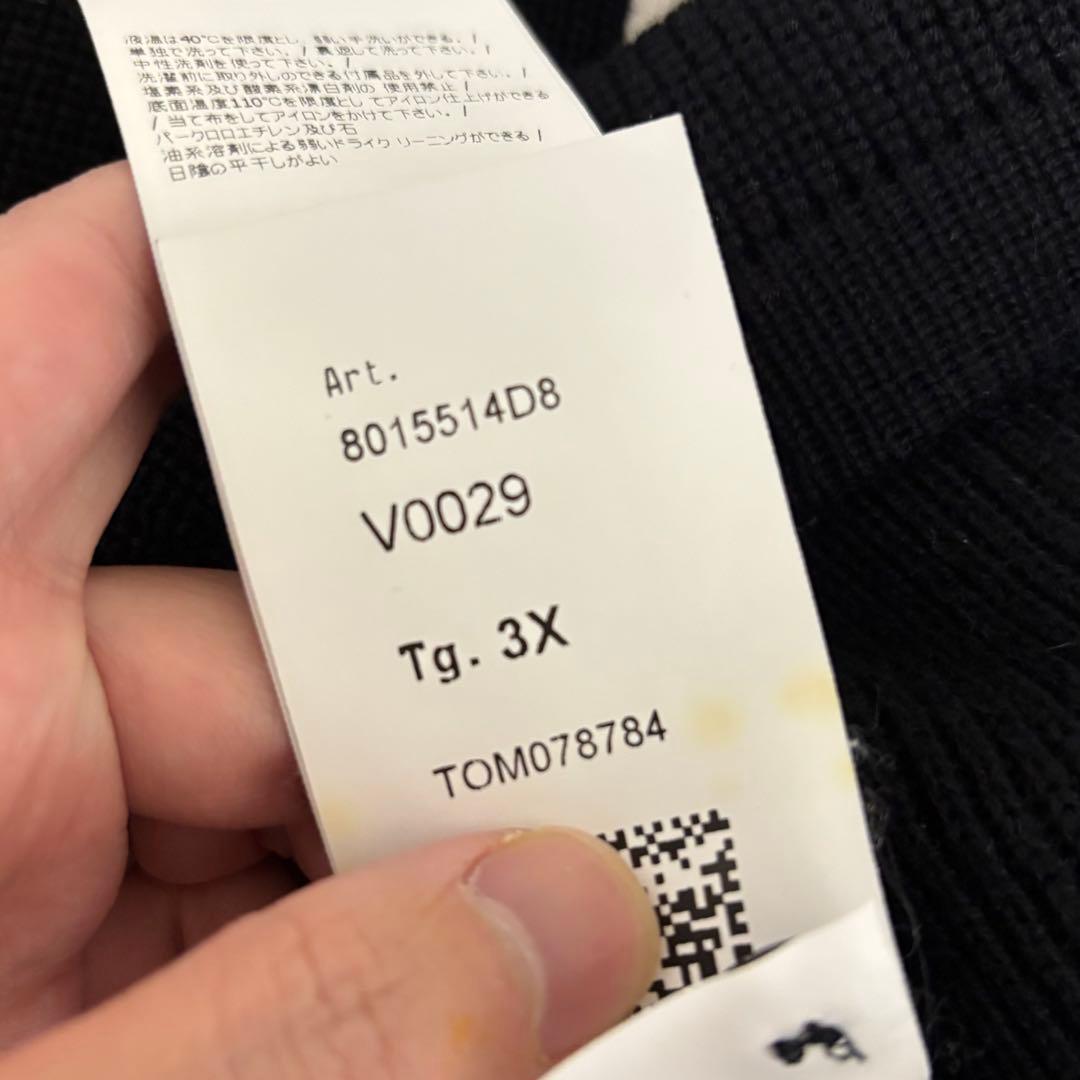 液温は40℃を限度とし、弱い手洗いができる。/
単独で洗って下さい。/ 裏返して洗って下さい。/
中性洗剤を使って下さい。/
洗濯前に取り外しのできる付属品を外して下さい。/
塩素系及び酸素系漂白剤の 使用禁止 /
底面温度110℃を限度とし てアイロン仕上げができる
/ 当て布をしてアイロンをかけて下さい。/
パークロロエチレン及び石
油系溶剤による弱いドライク リーニングができる /
日陰の平干しがよい
Art.
8015514D8
V0029
Tg. 3X
TOM078784